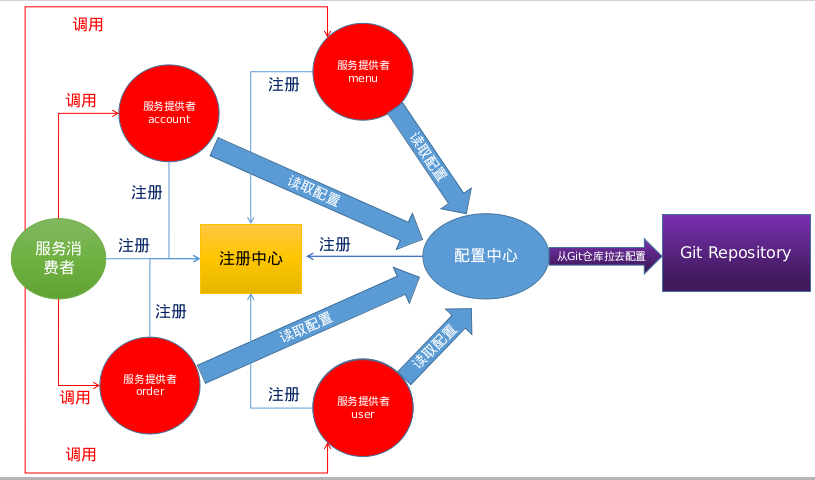 调用
服务提供者
menu
注册
调用
服务提供者
account
读取配置
注册
读取配置
服务消
费者
注册
注册中心
注册
配置中心
从Git仓库拉去配置
Git Repository
注册
读取配置
读取配置
服务提供者
order
调用
注册
服务提供者
user
调用